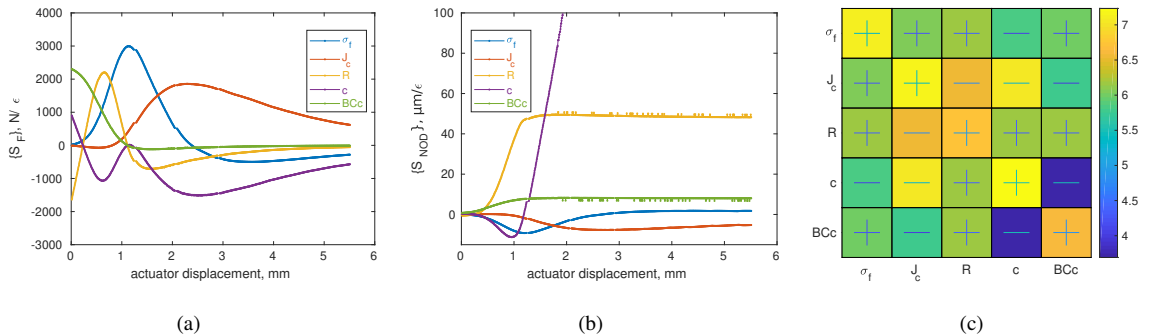 {S_F}, N/ ε
4000
3000
2000
1000
0
-1000
-2000
-3000
0 1 2 3 4 5 6
actuator displacement, mm
σ_f
J_c
R
c
BCc
(a)
{S_NOD}, μm/ε
100
80
60
40
20
0
0 1 2 3 4 5 6
actuator displacement, mm
σ_f
J_c
R
c
BCc
(b)
σ_f
J_c
R
c
BCc
+ + + − +
+ + − − −
+ − + + +
− − + + −
+ − + − +
σ_f J_c R c BCc
7
6.5
6
5.5
5
4.5
4
(c)